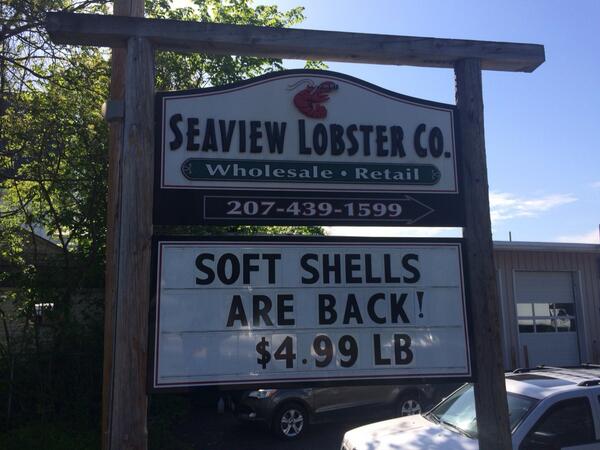 SEAVIEW LOBSTER CO.
Wholesale • Retail
207-439-1599
SOFT SHELLS
ARE BACK!
$4.99 LB